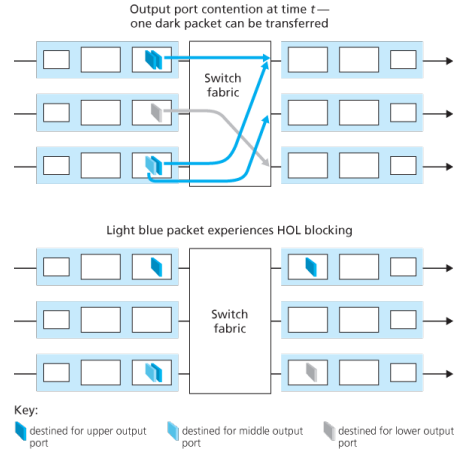 Output port contention at time t—
one dark packet can be transferred
Switch
fabric
Light blue packet experiences HOL blocking
Switch
fabric
Key:
destined for upper output
port
destined for middle output
port
destined for lower output
port